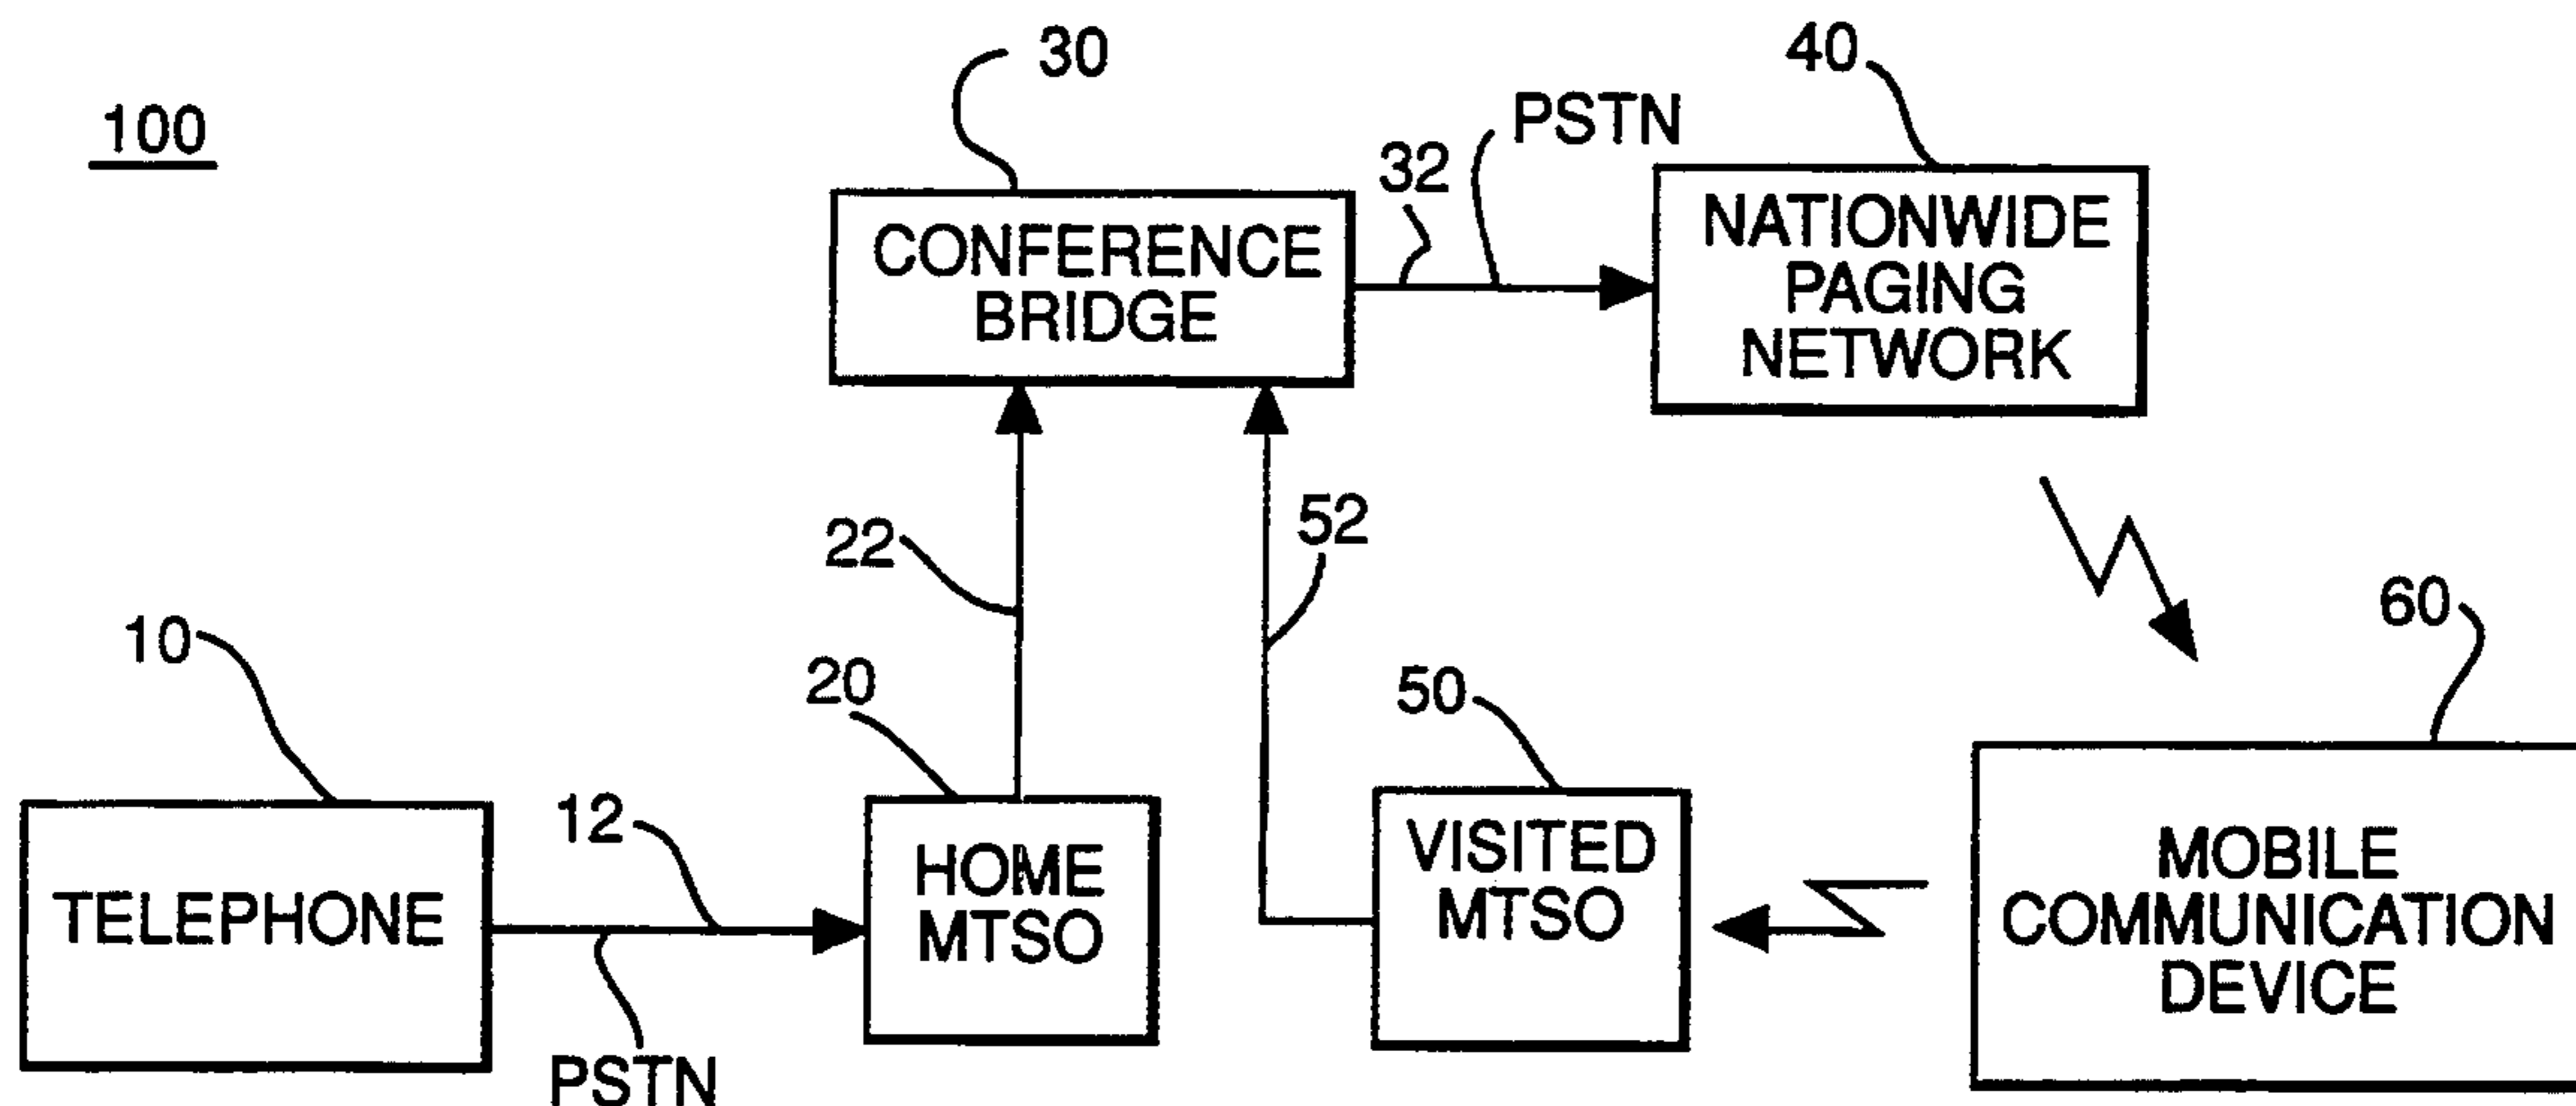 100
30
40
PSTN
32
CONFERENCE
BRIDGE
NATIONWIDE
PAGING
NETWORK
22
52
10
20
50
60
12
TELEPHONE
HOME
MTSO
VISITED
MTSO
MOBILE
COMMUNICATION
DEVICE
PSTN